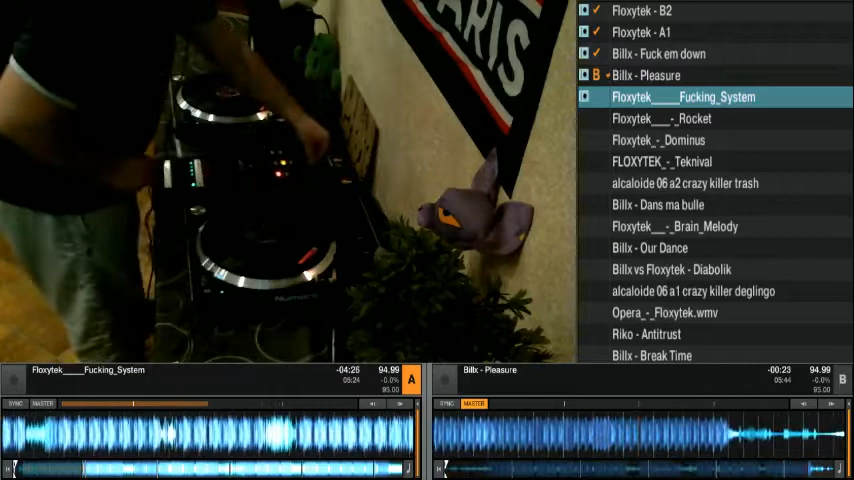 PARIS
Numark
Floxytek - B2
Floxytek - A1
Billx - Fuck em down
B Billx - Pleasure
Floxytek_____Fucking_System
Floxytek___-_Rocket
Floxytek_-_Dominus
FLOXYTEK_-_Teknival
alcaloide 06 a2 crazy killer trash
Billx - Dans ma bulle
Floxytek__-_Brain_Melody
Billx - Our Dance
Billx vs Floxytek - Diabolik
alcaloide 06 a1 crazy killer deglingo
Opera_-_Floxytek.wmv
Riko - Antitrust
Billx - Break Time
Floxytek_____Fucking_System -04:26 94.99 A
05:24 -0.0%
95.00
SYNC MASTER
Billx - Pleasure -00:23 94.99 B
05:44 -0.0%
95.00
SYNC MASTER